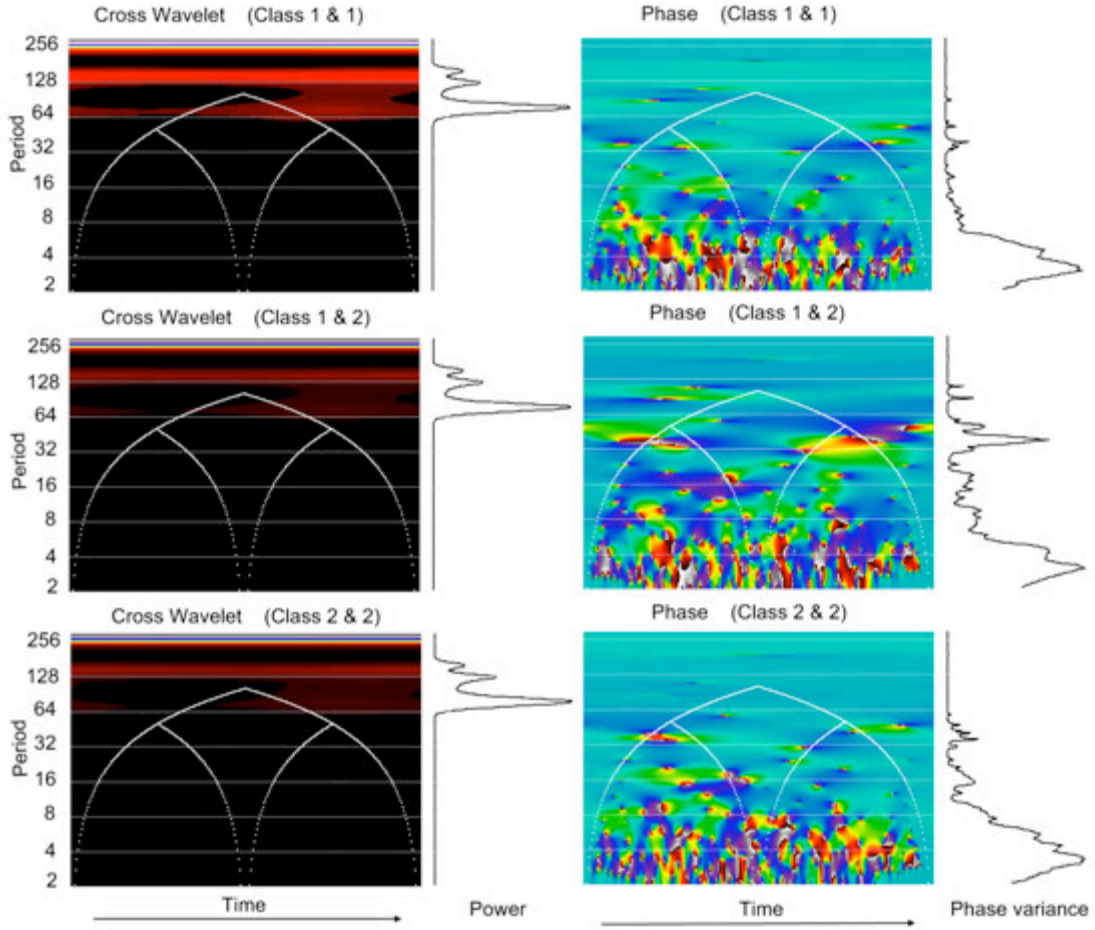 Cross Wavelet (Class 1 & 1)
Phase (Class 1 & 1)
256
128
64
32
16
8
4
2
Period
Cross Wavelet (Class 1 & 2)
Phase (Class 1 & 2)
256
128
64
32
16
8
4
2
Period
Cross Wavelet (Class 2 & 2)
Phase (Class 2 & 2)
256
128
64
32
16
8
4
2
Period
Time
Power
Time
Phase variance